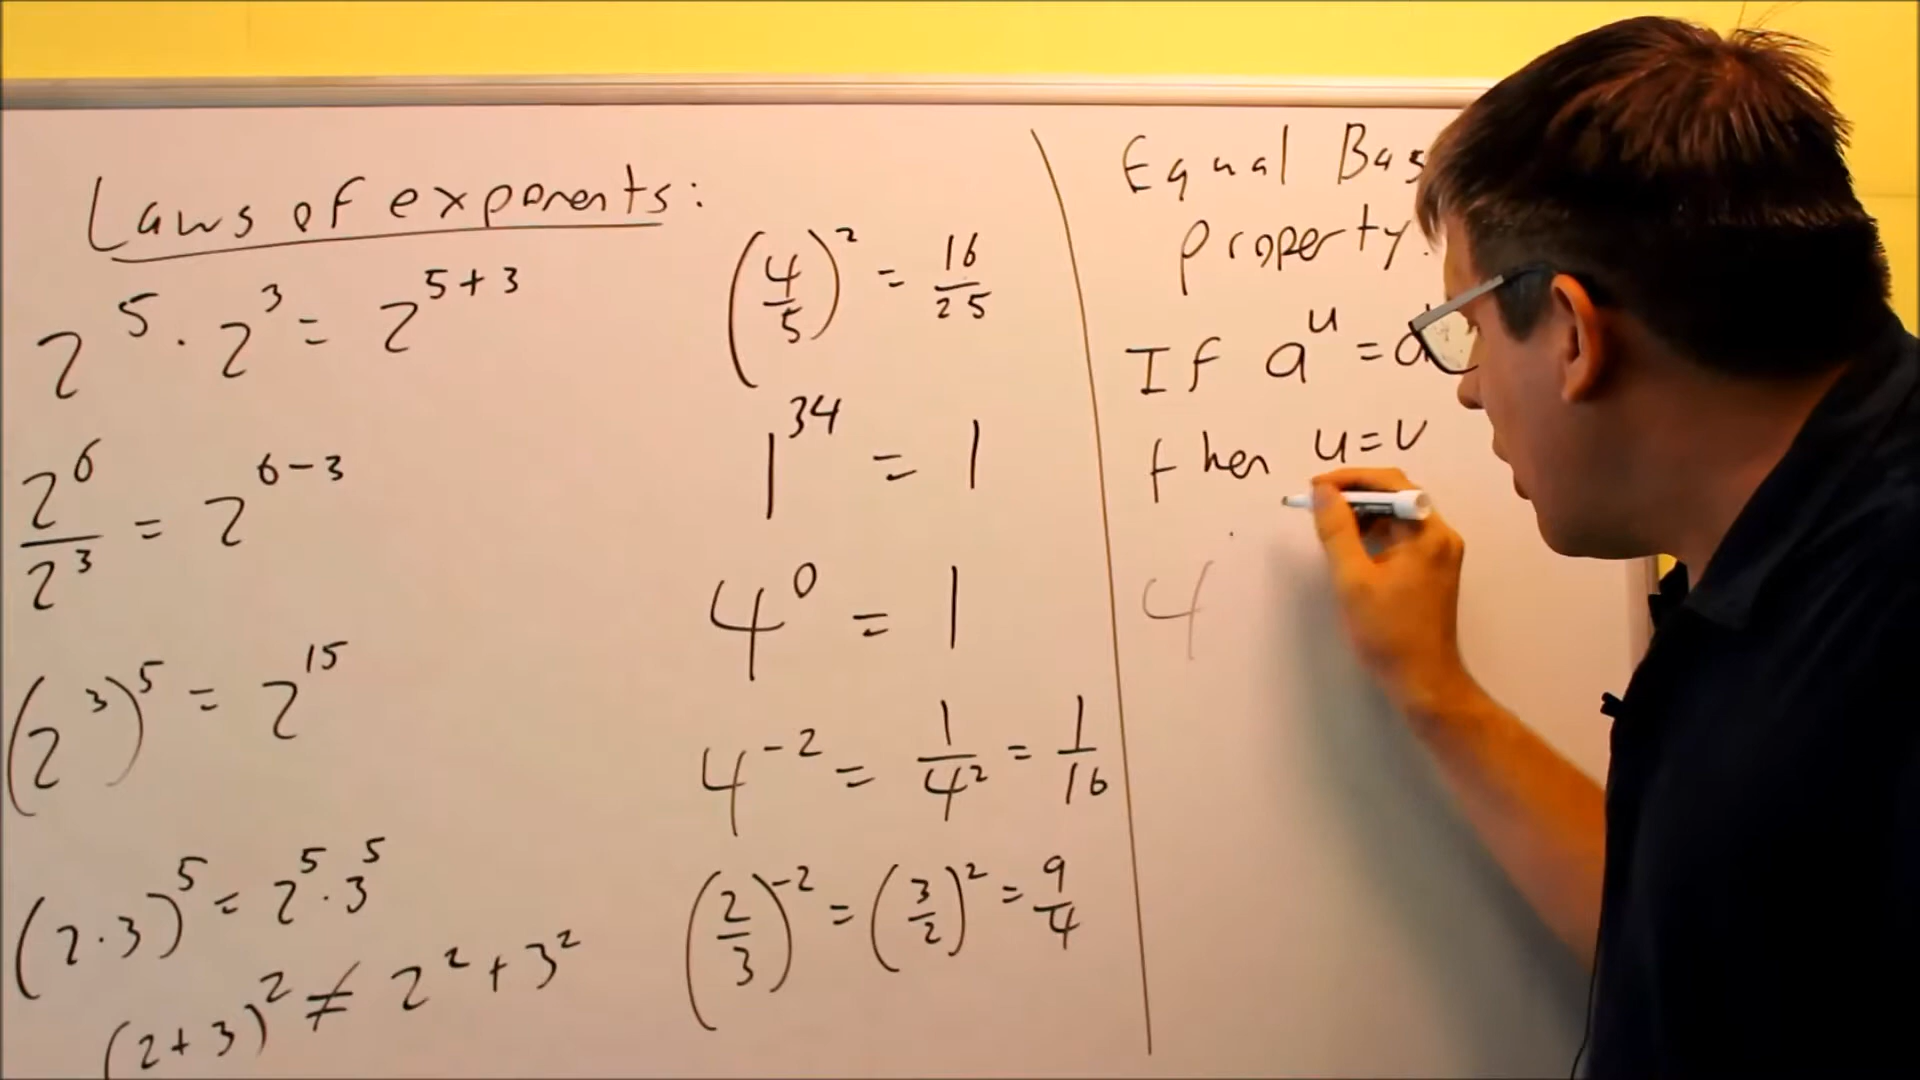 Laws of exponents:
2^5 · 2^3 = 2^{5+3}
2^6 / 2^3 = 2^{6-3}
(2^3)^5 = 2^{15}
(2·3)^5 = 2^5 · 3^5
(2+3)^2 ≠ 2^2 + 3^2
(4/5)^2 = 16/25
1^{34} = 1
4^0 = 1
4^{-2} = 1/4^2 = 1/16
(2/3)^{-2} = (3/2)^2 = 9/4
Equal
property
If a^u = a
then u=v
4